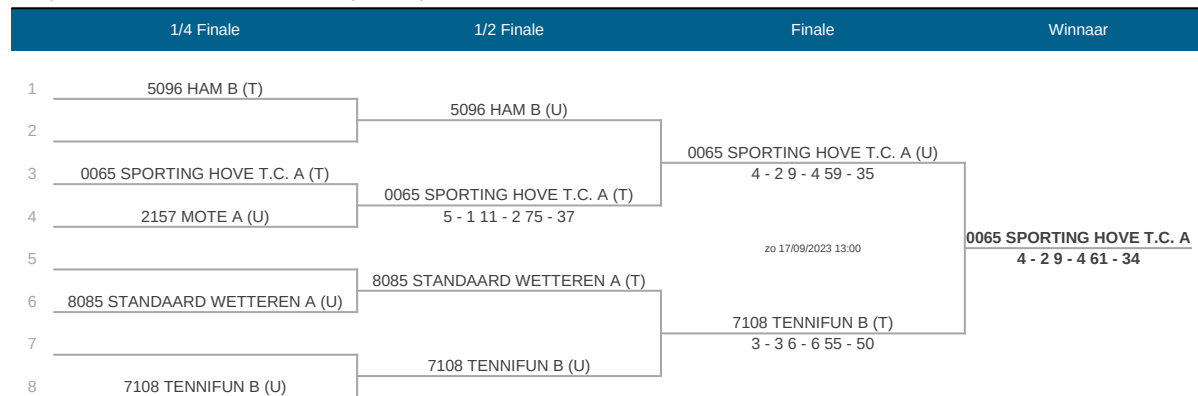 1/4 Finale 1/2 Finale Finale Winnaar
1 5096 HAM B (T)
5096 HAM B (U)
2
0065 SPORTING HOVE T.C. A (U)
3 0065 SPORTING HOVE T.C. A (T)
4 - 2 9 - 4 59 - 35
0065 SPORTING HOVE T.C. A (T)
4 2157 MOTE A (U)
5 - 1 11 - 2 75 - 37
0065 SPORTING HOVE T.C. A
zo 17/09/2023 13:00
5
4 - 2 9 - 4 61 - 34
8085 STANDAARD WETTEREN A (T)
6 8085 STANDAARD WETTEREN A (U)
7108 TENNIFUN B (T)
7
3 - 3 6 - 6 55 - 50
7108 TENNIFUN B (U)
8 7108 TENNIFUN B (U)